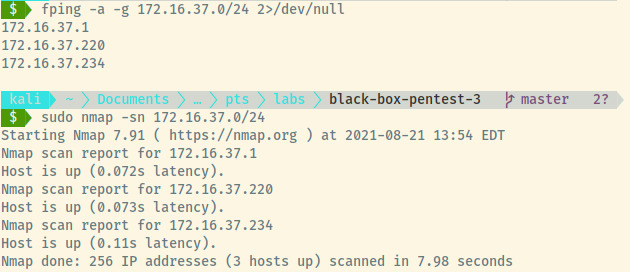 $ fping -a -g 172.16.37.0/24 2>/dev/null
172.16.37.1
172.16.37.220
172.16.37.234
kali ~ Documents … pts labs black-box-pentest-3 master 2?
$ sudo nmap -sn 172.16.37.0/24
Starting Nmap 7.91 ( https://nmap.org ) at 2021-08-21 13:54 EDT
Nmap scan report for 172.16.37.1
Host is up (0.072s latency).
Nmap scan report for 172.16.37.220
Host is up (0.073s latency).
Nmap scan report for 172.16.37.234
Host is up (0.11s latency).
Nmap done: 256 IP addresses (3 hosts up) scanned in 7.98 seconds